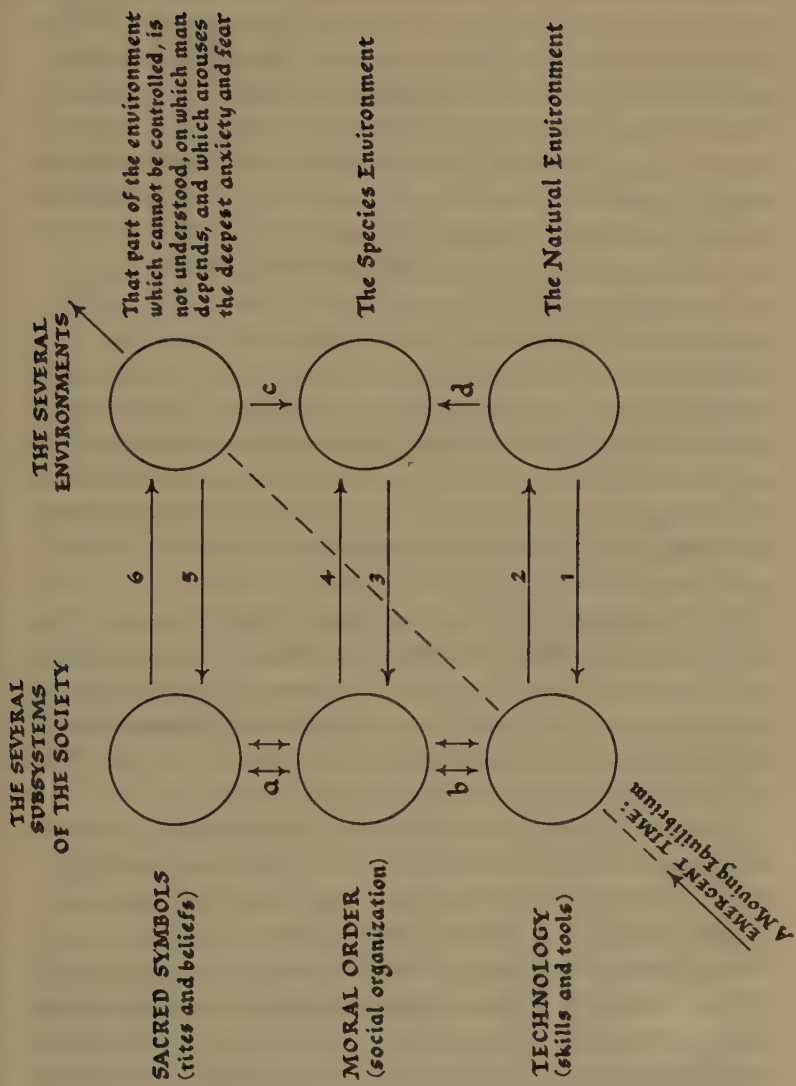 THE SEVERAL
SUBSYSTEMS
OF THE SOCIETY
THE SEVERAL
ENVIRONMENTS
SACRED SYMBOLS
(rites and beliefs)
6
5
That part of the environment
which cannot be controlled, is
not understood, on which man
depends, and which arouses
the deepest anxiety and fear
a
c
MORAL ORDER
(social organization)
4
3
The Species Environment
b
d
TECHNOLOGY
(skills and tools)
2
1
The Natural Environment
EMERGENT TIME:
A Moving Equilibrium